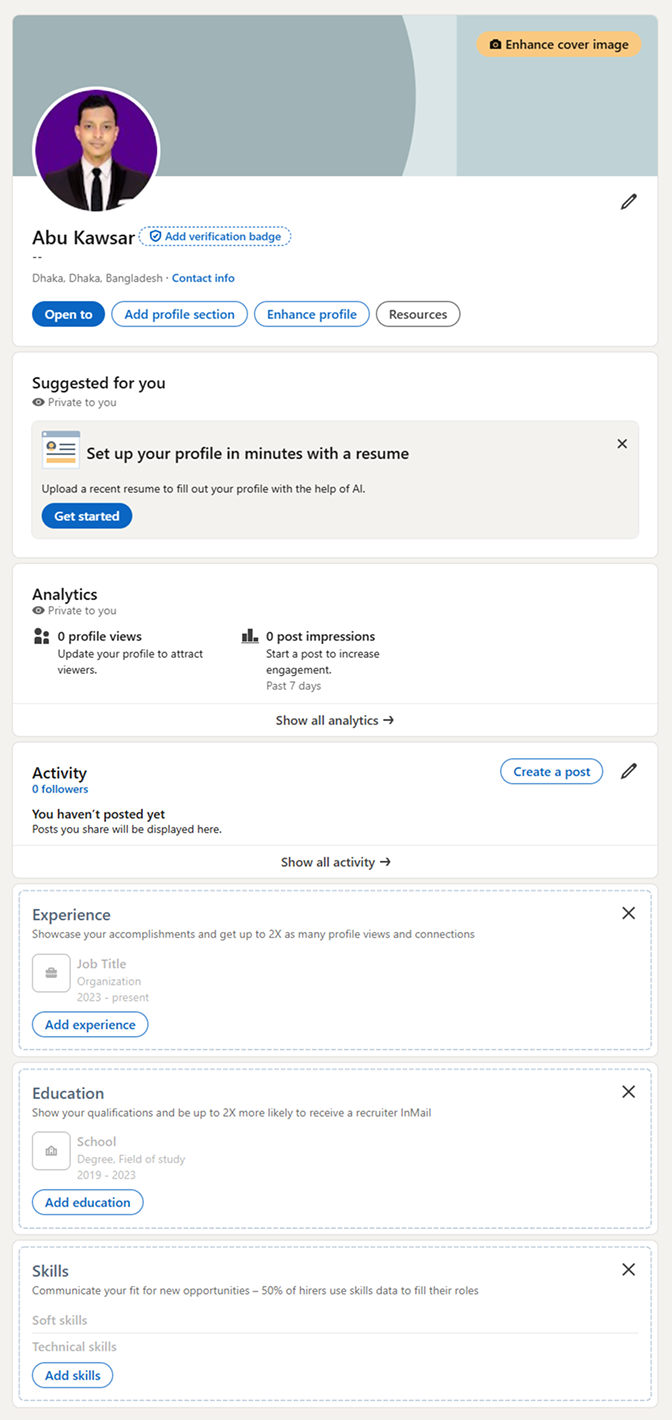 Enhance cover image
Abu Kawsar
Add verification badge
--
Dhaka, Dhaka, Bangladesh · Contact info
Open to
Add profile section
Enhance profile
Resources
Suggested for you
Private to you
Set up your profile in minutes with a resume
Upload a recent resume to fill out your profile with the help of AI.
Get started
Analytics
Private to you
0 profile views
Update your profile to attract
viewers.
0 post impressions
Start a post to increase
engagement.
Past 7 days
Show all analytics →
Activity
0 followers
Create a post
You haven’t posted yet
Posts you share will be displayed here.
Show all activity →
Experience
Showcase your accomplishments and get up to 2X as many profile views and connections
Job Title
Organization
2023 - present
Add experience
Education
Show your qualifications and be up to 2X more likely to receive a recruiter InMail
School
Degree, Field of study
2019 - 2023
Add education
Skills
Communicate your fit for new opportunities – 50% of hirers use skills data to fill their roles
Soft skills
Technical skills
Add skills